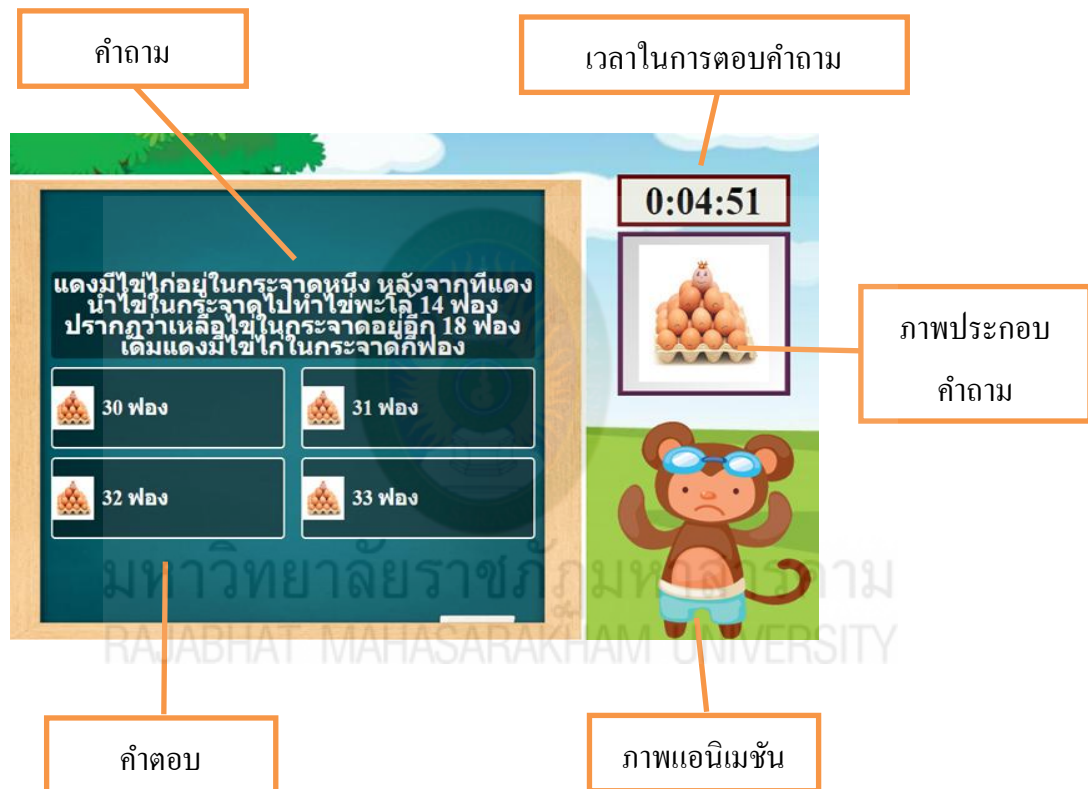 คำถาม
เวลาในการตอบคำถาม
0:04:51
แดงมีไข่ไก่อยู่ในกระจาดหนึ่ง หลังจากที่แดง
นำไข่ในกระจาดไปทำไข่พะโล้ 14 ฟอง
ปรากฏว่าเหลือไข่ในกระจาดอยู่อีก 18 ฟอง
เดิมแดงมีไข่ไก่ในกระจาดกี่ฟอง
ภาพประกอบ
คำถาม
30 ฟอง
31 ฟอง
32 ฟอง
33 ฟอง
มหาวิทยาลัยราชภัฏมหาสารคาม
RAJABHAT MAHASARAKHAM UNIVERSITY
คำตอบ
ภาพแอนิเมชัน